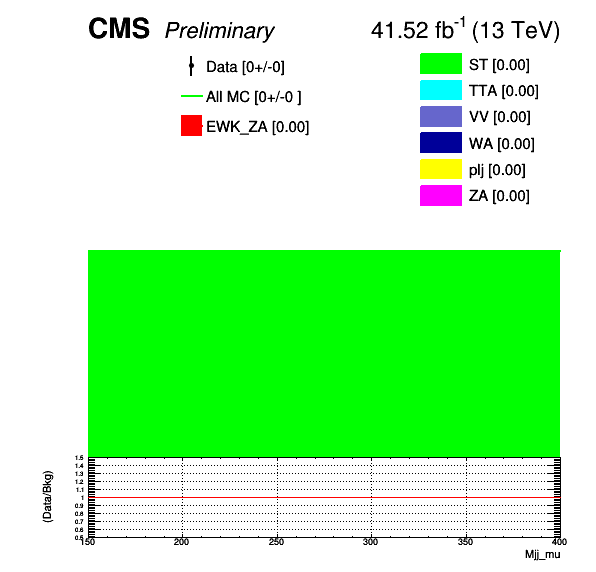 CMS Preliminary 41.52 fb-1 (13 TeV)
Data [0+/-0]
All MC [0+/-0 ]
EWK_ZA [0.00]
ST [0.00]
TTA [0.00]
VV [0.00]
WA [0.00]
plj [0.00]
ZA [0.00]
(Data/Bkg)
1.5
1.4
1.3
1.2
1.1
1
0.9
0.8
0.7
0.6
0.5
150 200 250 300 350 400
Mjj_mu